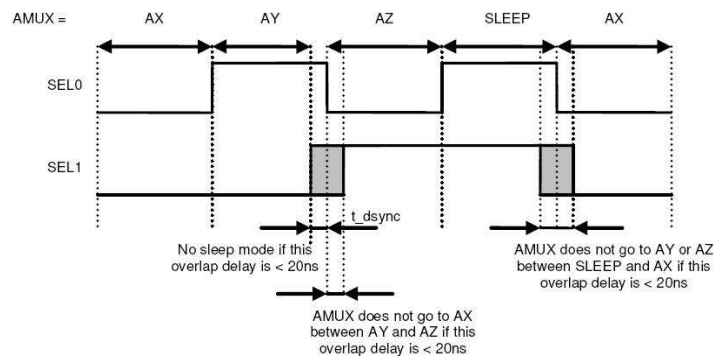 AMUX = AX AY AZ SLEEP AX
SEL0
SEL1
t_dsync
No sleep mode if this
overlap delay is < 20ns
AMUX does not go to AY or AZ
between SLEEP and AX if this
overlap delay is < 20ns
AMUX does not go to AX
between AY and AZ if this
overlap delay is < 20ns